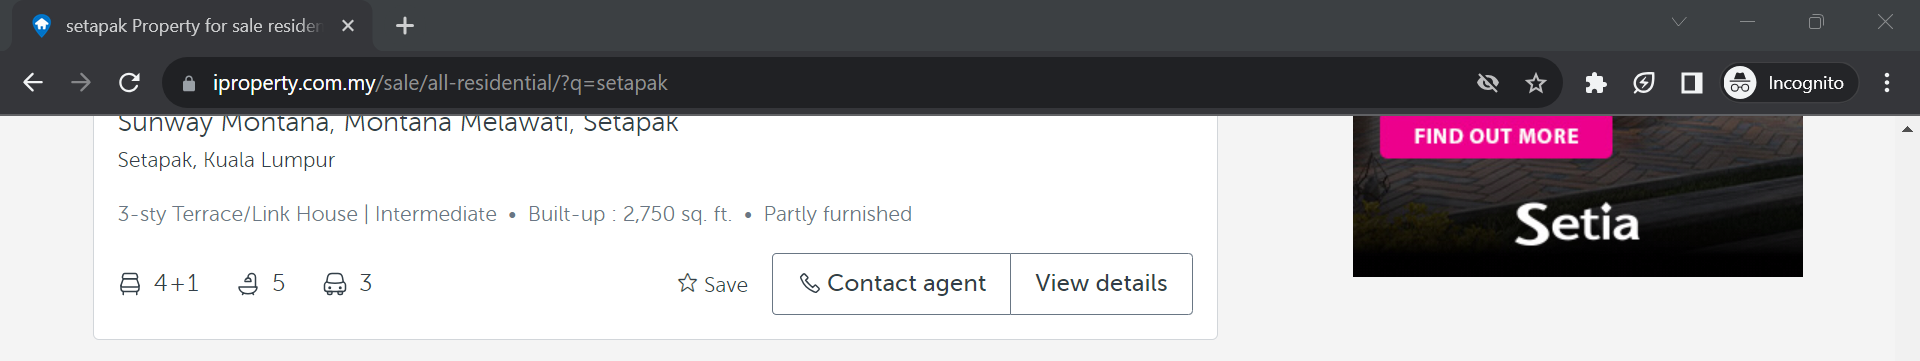 setapak Property for sale resider
iproperty.com.my/sale/all-residential/?q=setapak
Incognito
Sunway Montana, Montana Melawati, Setapak
Setapak, Kuala Lumpur
3-sty Terrace/Link House | Intermediate • Built-up : 2,750 sq. ft. • Partly furnished
4+1 5 3 Save Contact agent View details
FIND OUT MORE
Setia